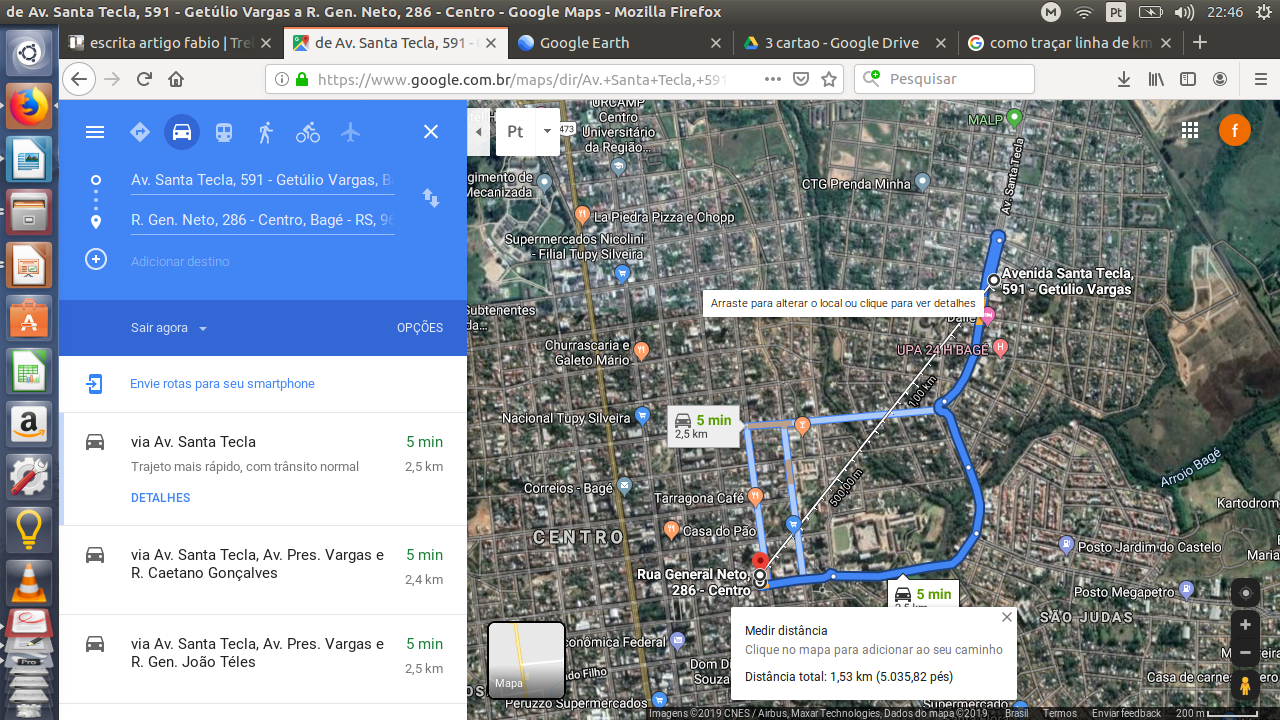 de Av. Santa Tecla, 591 - Getúlio Vargas a R. Gen. Neto, 286 - Centro - Google Maps - Mozilla Firefox
M
Pt
22:46
escrita artigo fabio | Trel
de Av. Santa Tecla, 591 - G
Google Earth
3 cartao - Google Drive
como traçar linha de km
https://www.google.com.br/maps/dir/Av.+Santa+Tecla,+591
Pesquisar
Av. Santa Tecla, 591 - Getúlio Vargas, B
R. Gen. Neto, 286 - Centro, Bagé - RS, 96
Adicionar destino
Sair agora
OPÇÕES
Envie rotas para seu smartphone
via Av. Santa Tecla
5 min
Trajeto mais rápido, com trânsito normal
2,5 km
DETALHES
via Av. Santa Tecla, Av. Pres. Vargas e
R. Caetano Gonçalves
5 min
2,4 km
via Av. Santa Tecla, Av. Pres. Vargas e
R. Gen. João Téles
5 min
2,5 km
Pt
473
f
URCAMP
Centro
Universitário
da Região...
MALP
Av. Santa Tecla
gimento de
Mecanizada
CTG Prenda Minha
La Piedra Pizza e Chopp
Supermercados Nicolini
- Filial Tupy Silveira
Avenida Santa Tecla,
591 - Getúlio Vargas
Arraste para alterar o local ou clique para ver detalhes
Subtenentes
da...
UPA 24 H BAGÉ
Churrascaria e
Galeto Mário
1,00 km
Nacional Tupy Silveira
5 min
2,5 km
Arroio Bagé
Correios - Bagé
500,00 m
Tarragona Café
Kartodrom
CENTRO
Casa do Pão
Posto Jardim do Castelo
Maria
Rua General Neto,
286 - Centro
5 min
2,5 km
Posto Megapetro
SÃO JUDAS
Medir distância
Clique no mapa para adicionar ao seu caminho
Distância total: 1,53 km (5.035,82 pés)
conômica Federal
Dom Di
Souza
Mapa
Peruzzo Supermercados
Supermercado
Casa de carnes
Imagens ©2019 CNES / Airbus, Maxar Technologies, Dados do mapa ©2019
Brasil
Termos
Enviar feedback
200 m
Pro